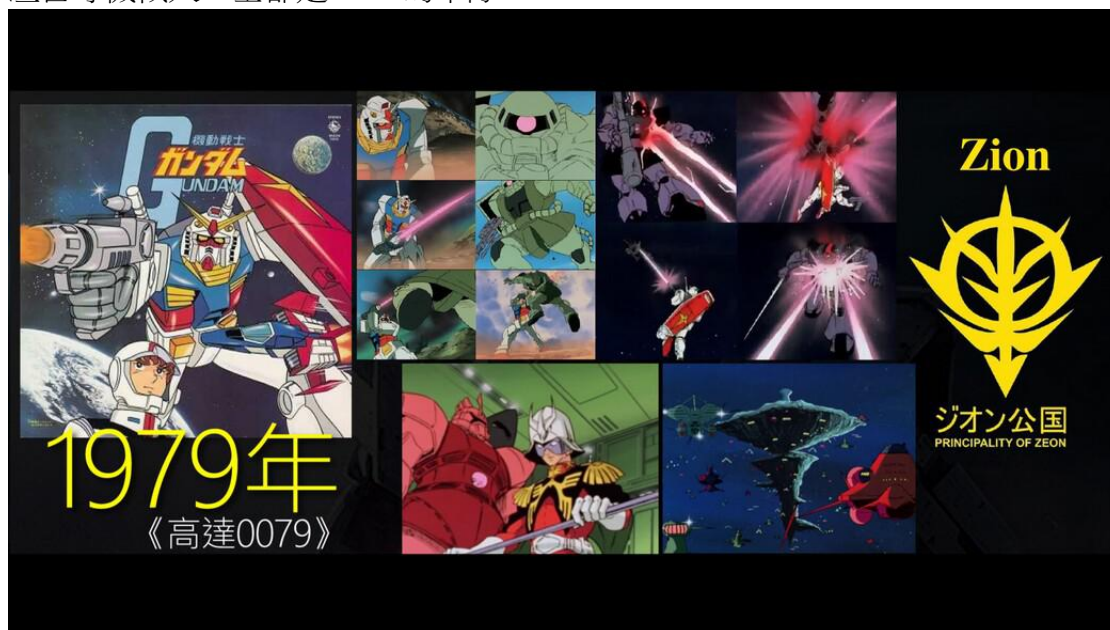 機動戦士
ガンダム
GUNDAM
1979年
《高達0079》
Zion
ジオン公国
PRINCIPALITY OF ZEON